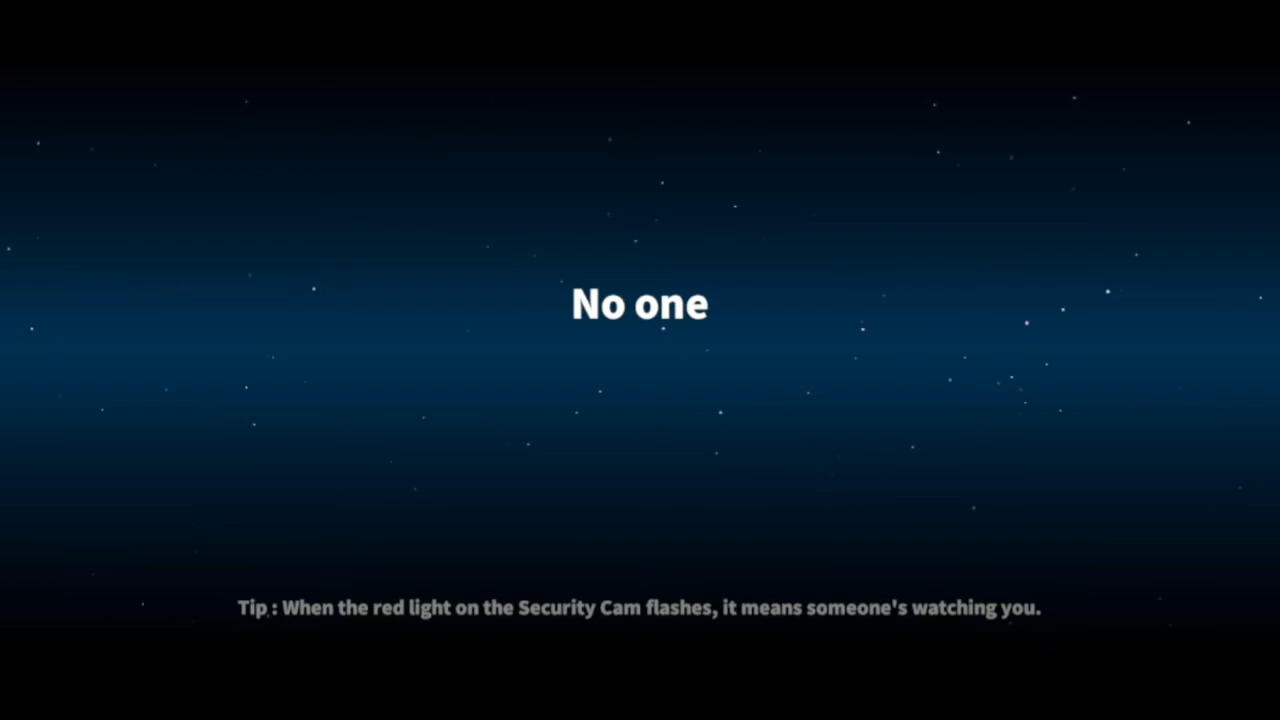 No one
Tip : When the red light on the Security Cam flashes, it means someone's watching you.